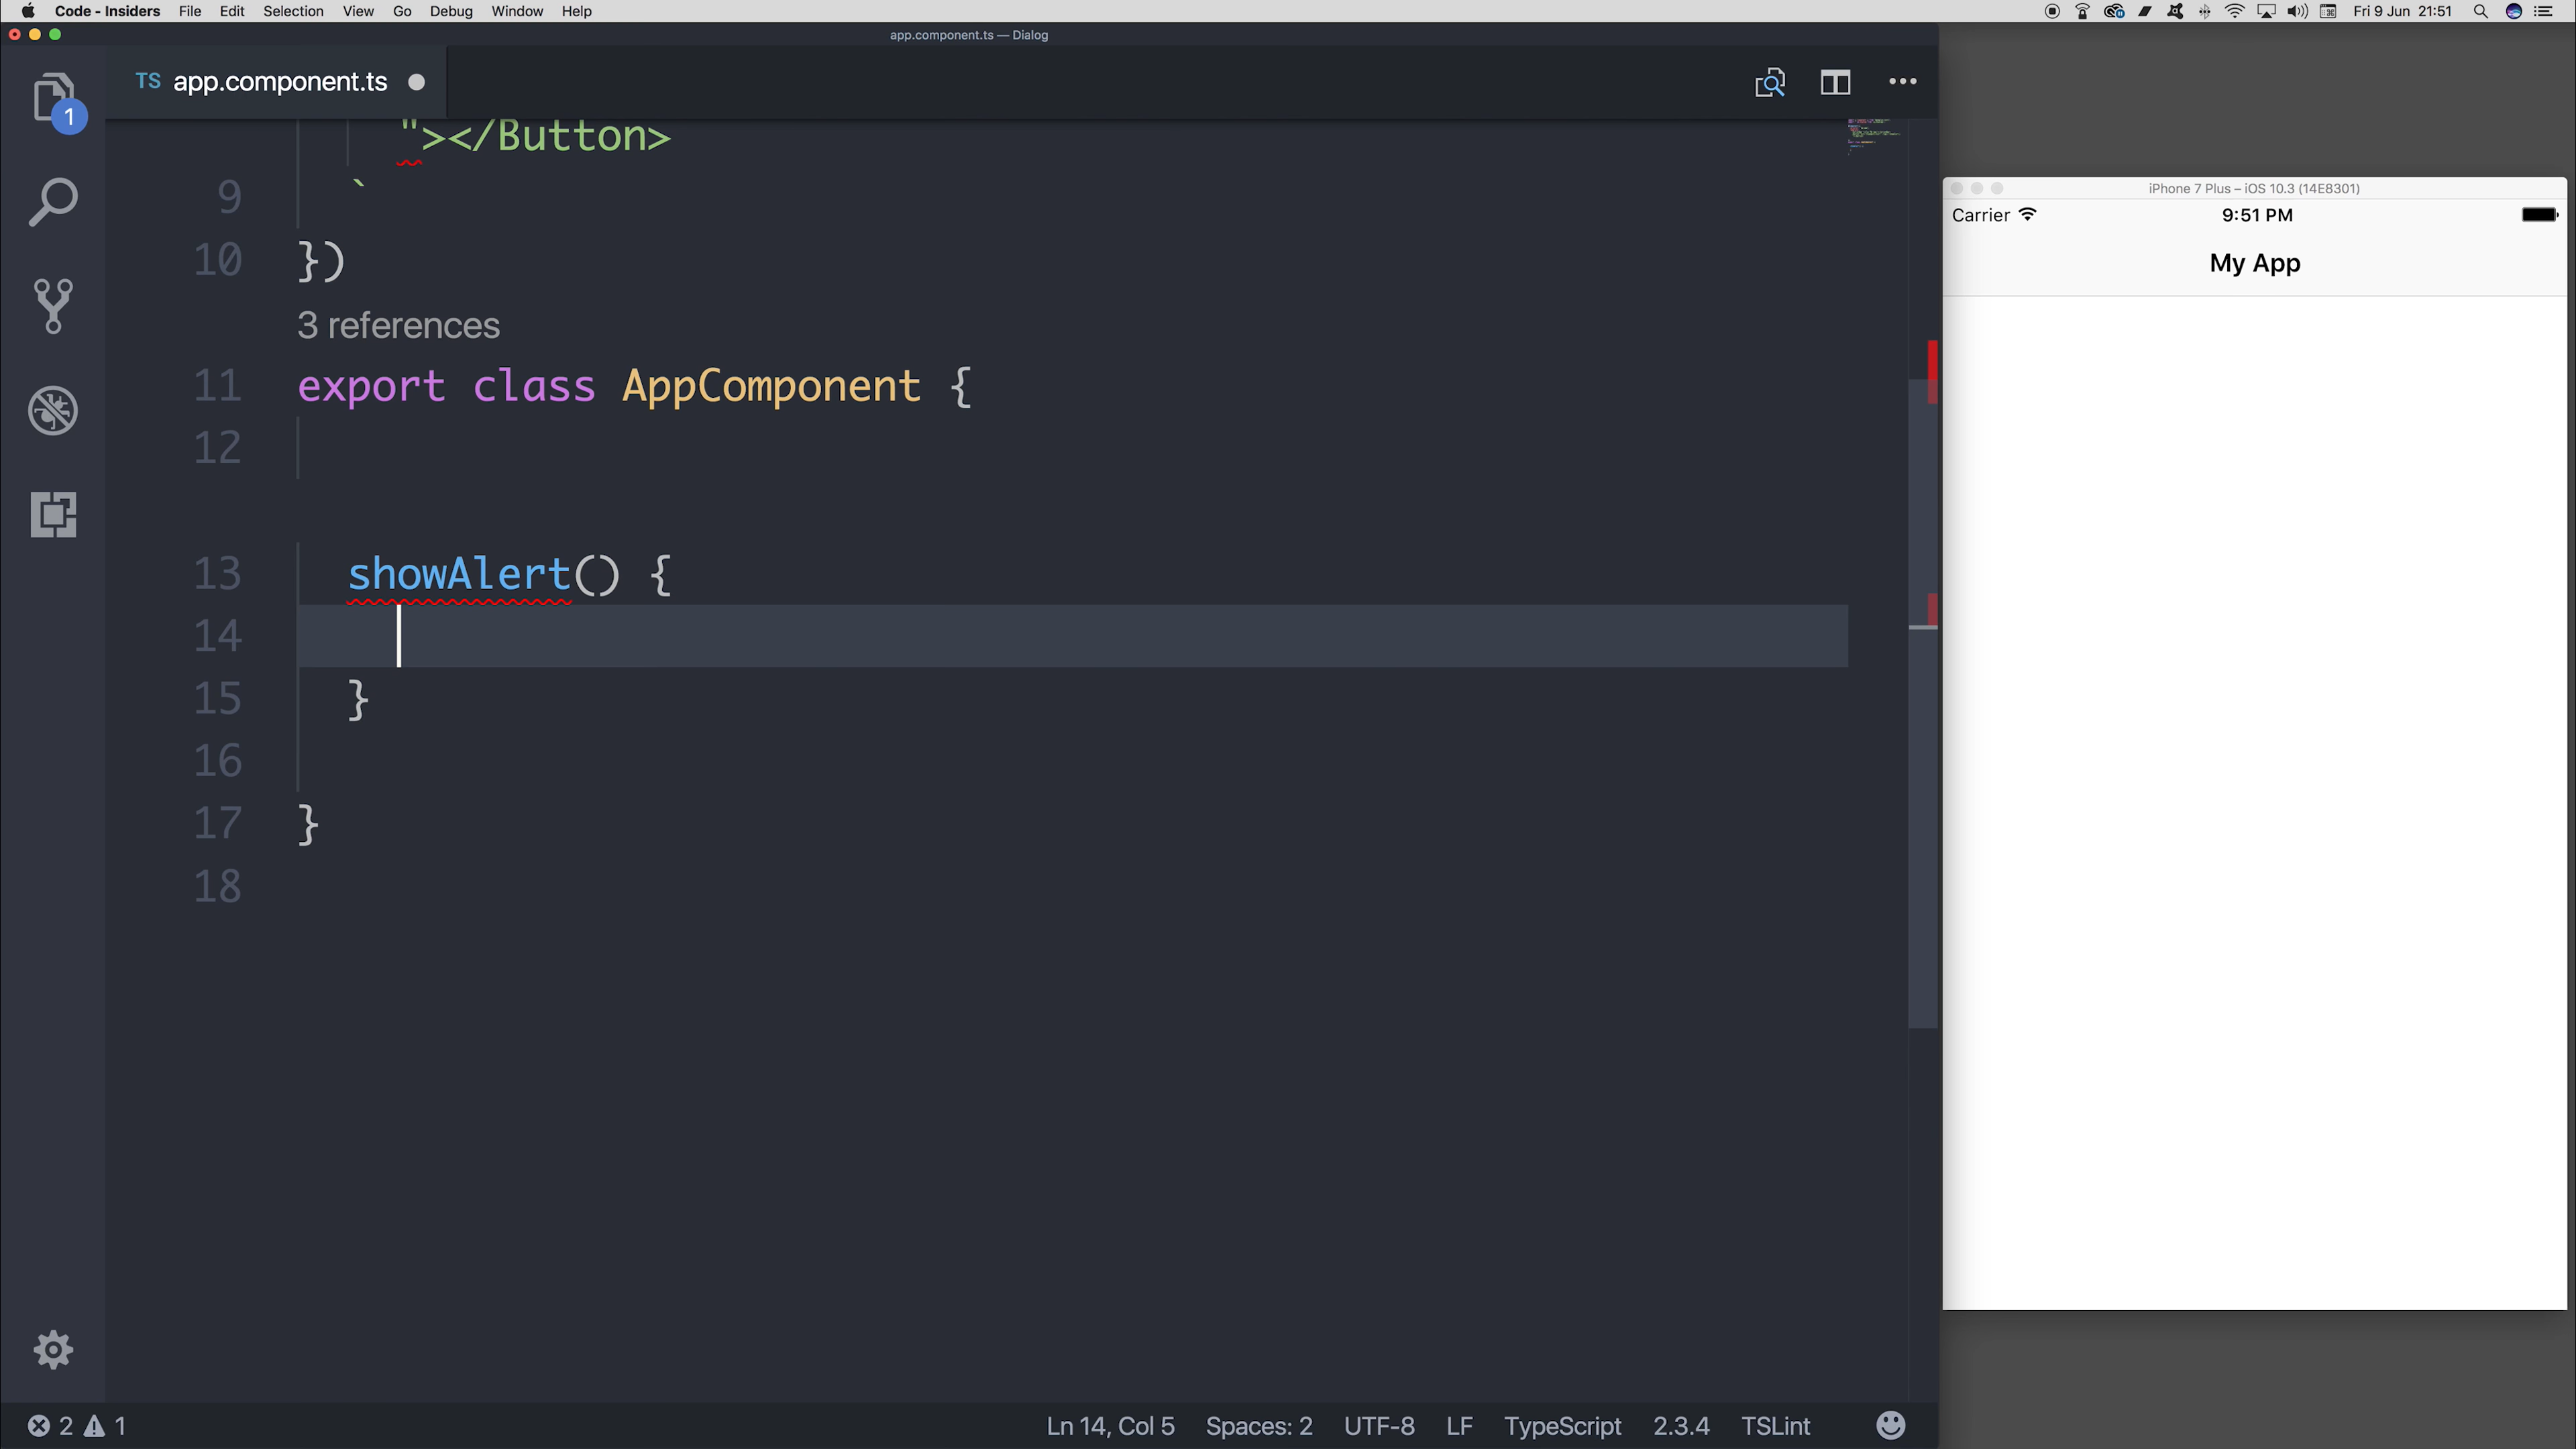 Code - Insiders File Edit Selection View Go Debug Window Help
Fri 9 Jun 21:51
app.component.ts — Dialog
TS app.component.ts
1
"></Button>
9 `
10 })
3 references
11 export class AppComponent {
12
13 showAlert() {
14
15 }
16
17 }
18
2 1
Ln 14, Col 5 Spaces: 2 UTF-8 LF TypeScript 2.3.4 TSLint
iPhone 7 Plus – iOS 10.3 (14E8301)
Carrier 9:51 PM
My App